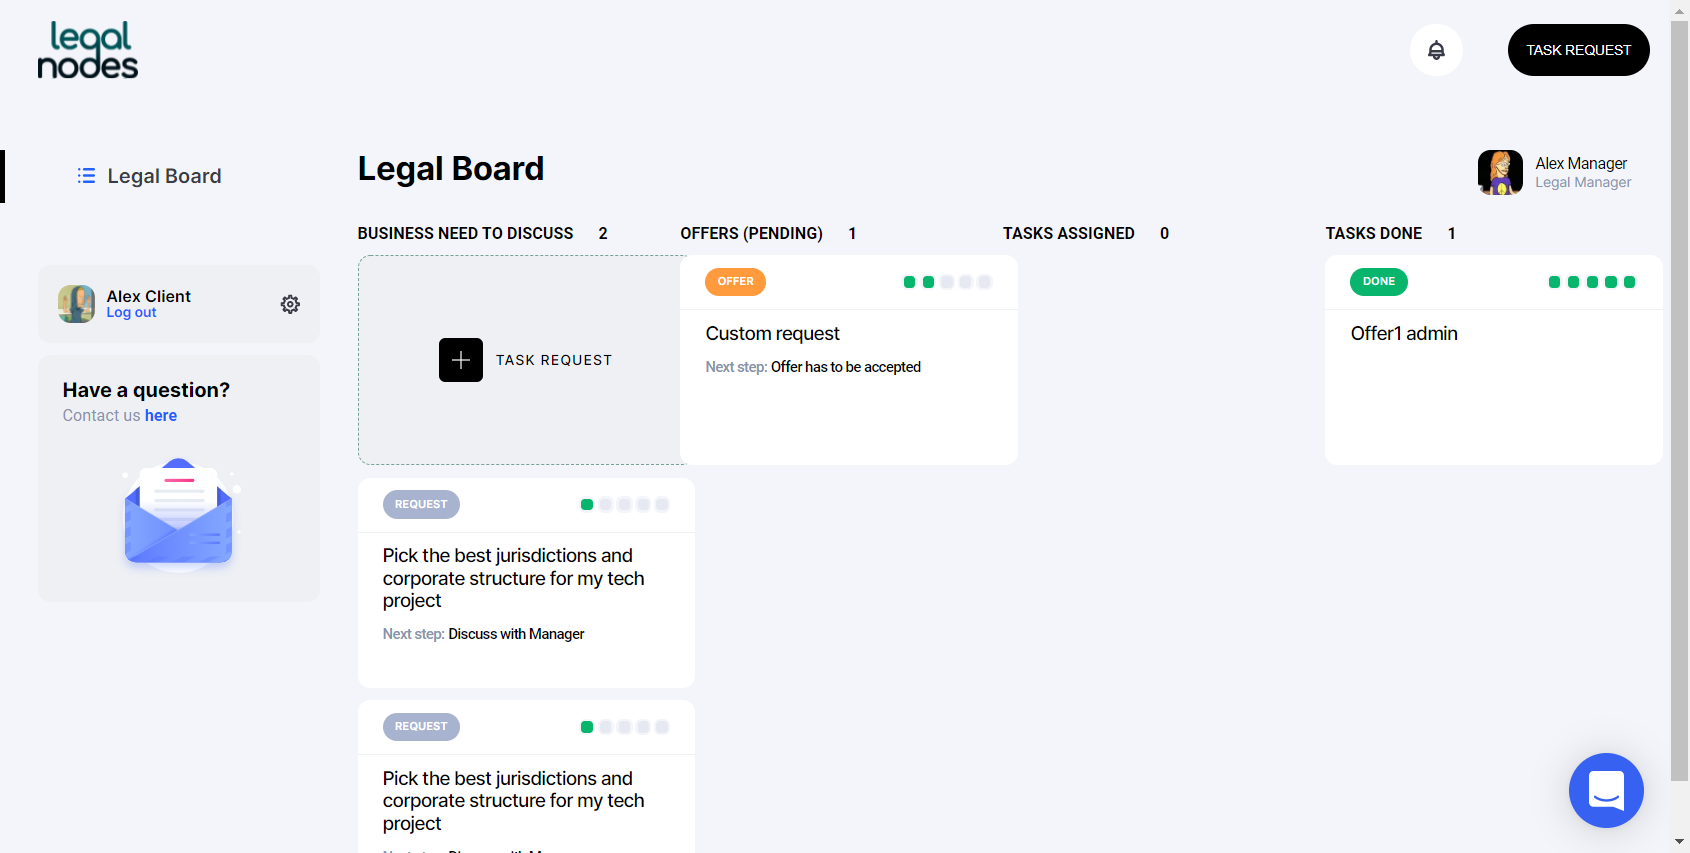 legal
nodes
TASK REQUEST
Legal Board
Legal Board
Alex Manager
Legal Manager
BUSINESS NEED TO DISCUSS 2
OFFERS (PENDING) 1
TASKS ASSIGNED 0
TASKS DONE 1
Alex Client
Log out
Have a question?
Contact us here
TASK REQUEST
OFFER
Custom request
Next step: Offer has to be accepted
DONE
Offer1 admin
REQUEST
Pick the best jurisdictions and
corporate structure for my tech
project
Next step: Discuss with Manager
REQUEST
Pick the best jurisdictions and
corporate structure for my tech
project